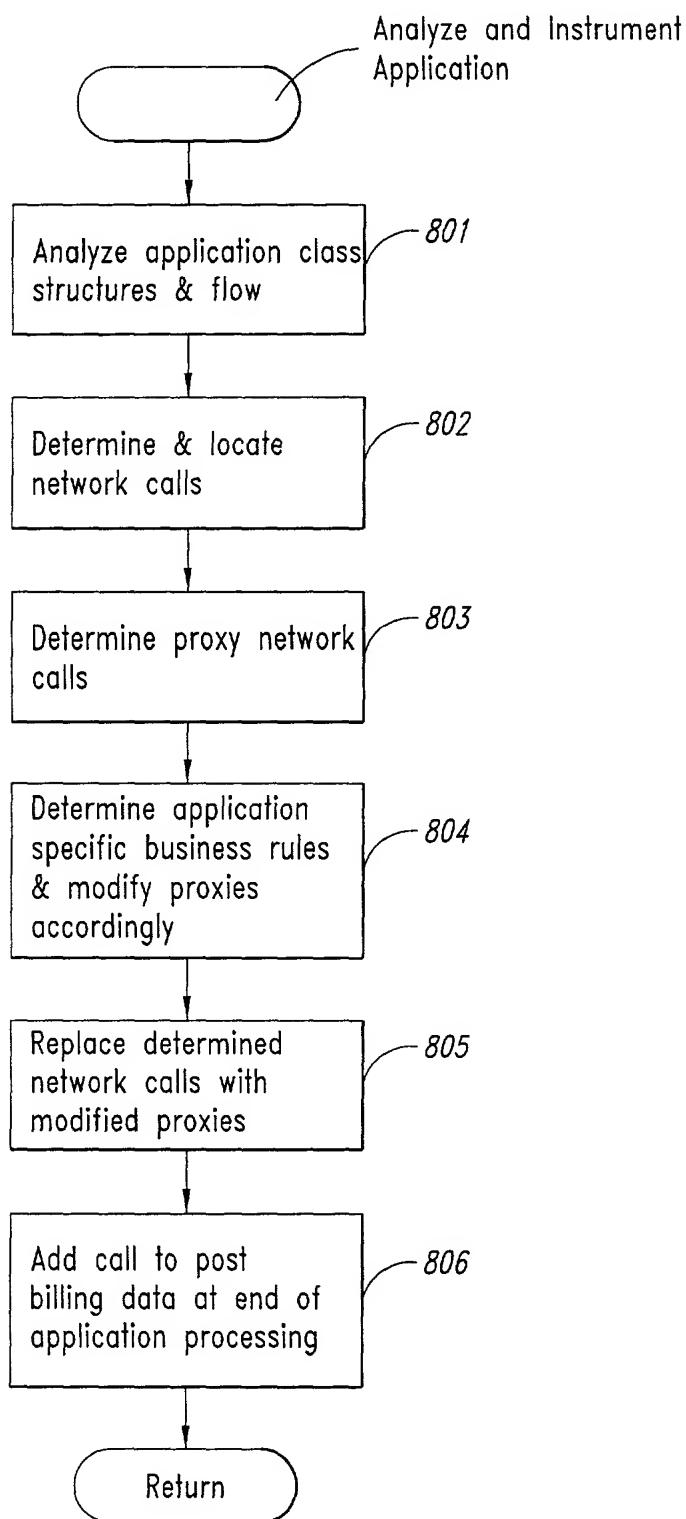 Analyze and Instrument
Application
Analyze application class
structures & flow
801
Determine & locate
network calls
802
Determine proxy network
calls
803
Determine application
specific business rules
& modify proxies
accordingly
804
Replace determined
network calls with
modified proxies
805
Add call to post
billing data at end of
application processing
806
Return